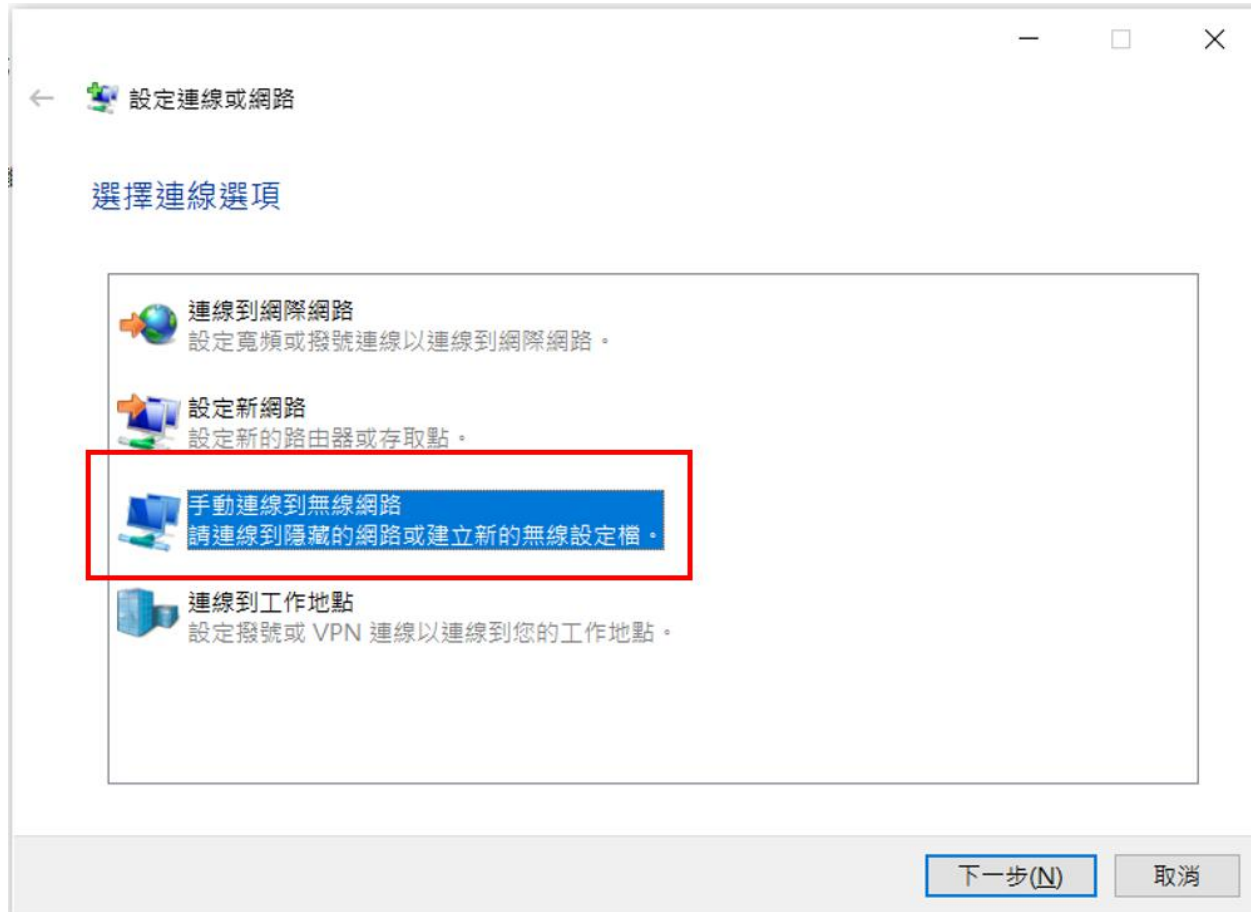 設定連線或網路
選擇連線選項
連線到網際網路
設定寬頻或撥號連線以連線到網際網路。
設定新網路
設定新的路由器或存取點。
手動連線到無線網路
請連線到隱藏的網路或建立新的無線設定檔。
連線到工作地點
設定撥號或 VPN 連線以連線到您的工作地點。
下一步(N)
取消